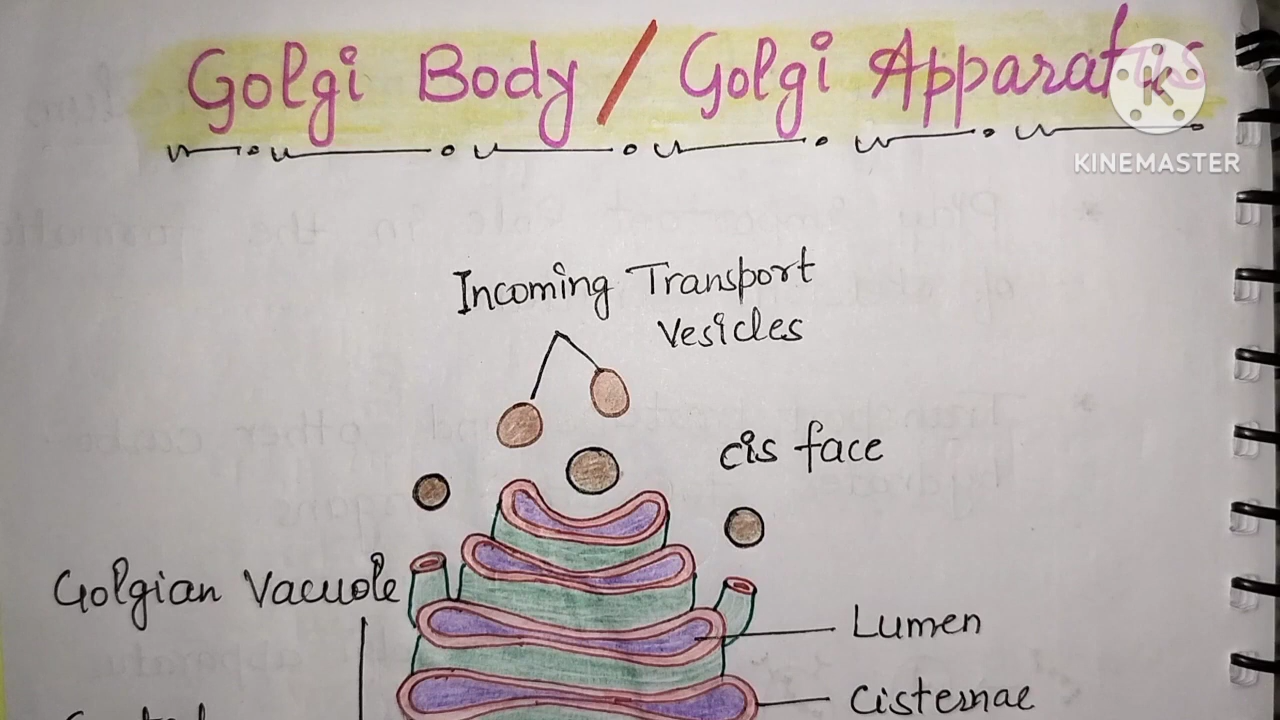 Golgi Body / Golgi Apparatus
KINEMASTER
Incoming Transport
Vesicles
cis face
Golgian Vacuole
Lumen
Cisternae